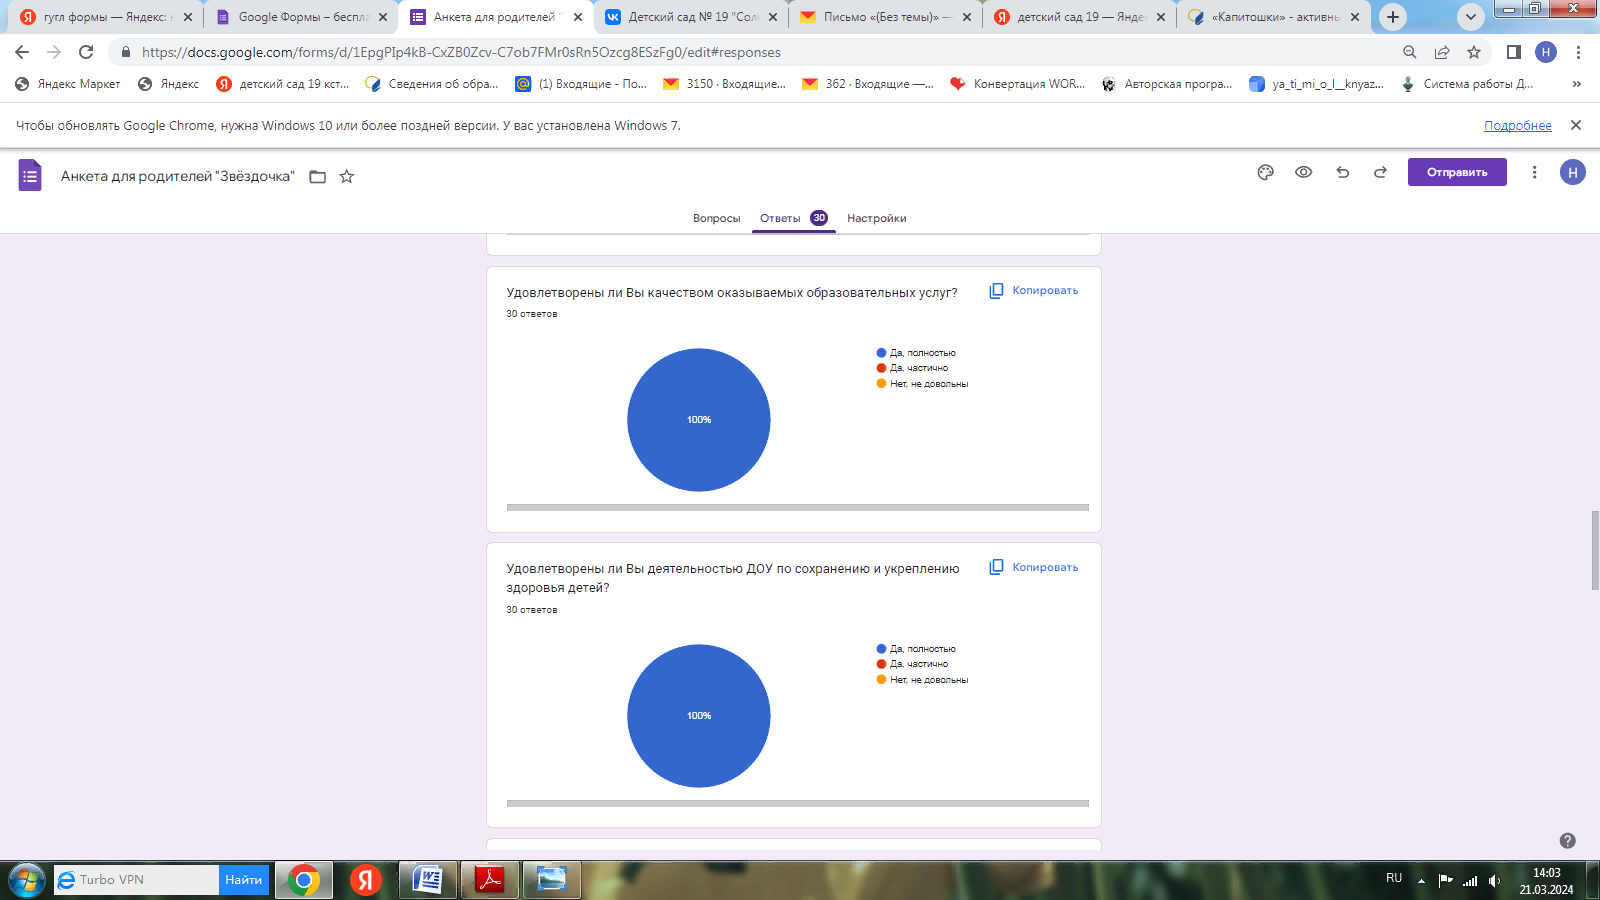 гугл формы — Яндекс: н
Google Формы – беспла
Анкета для родителей "
Детский сад № 19 "Солн
Письмо «(Без темы)» —
детский сад 19 — Яндек
«Капитошки» - активны
https://docs.google.com/forms/d/1EpgPIp4kB-CxZB0Zcv-C7ob7FMr0sRn5Ozcg8ESzFg0/edit#responses
Н
Яндекс Маркет
Яндекс
детский сад 19 кст...
Сведения об обра...
(1) Входящие - По...
3150 · Входящие...
362 · Входящие —...
Конвертация WOR...
Авторская програ...
ya_ti_mi_o_l__knyaz...
Система работы Д...
»
Чтобы обновлять Google Chrome, нужна Windows 10 или более поздней версии. У вас установлена Windows 7.
Подробнее
Анкета для родителей "Звёздочка"
Отправить
Н
Вопросы
Ответы 30
Настройки
Удовлетворены ли Вы качеством оказываемых образовательных услуг?
Копировать
30 ответов
Да, полностью
Да, частично
Нет, не довольны
100%
Удовлетворены ли Вы деятельностью ДОУ по сохранению и укреплению
здоровья детей?
Копировать
30 ответов
Да, полностью
Да, частично
Нет, не довольны
100%
Turbo VPN
Найти
RU
14:03
21.03.2024